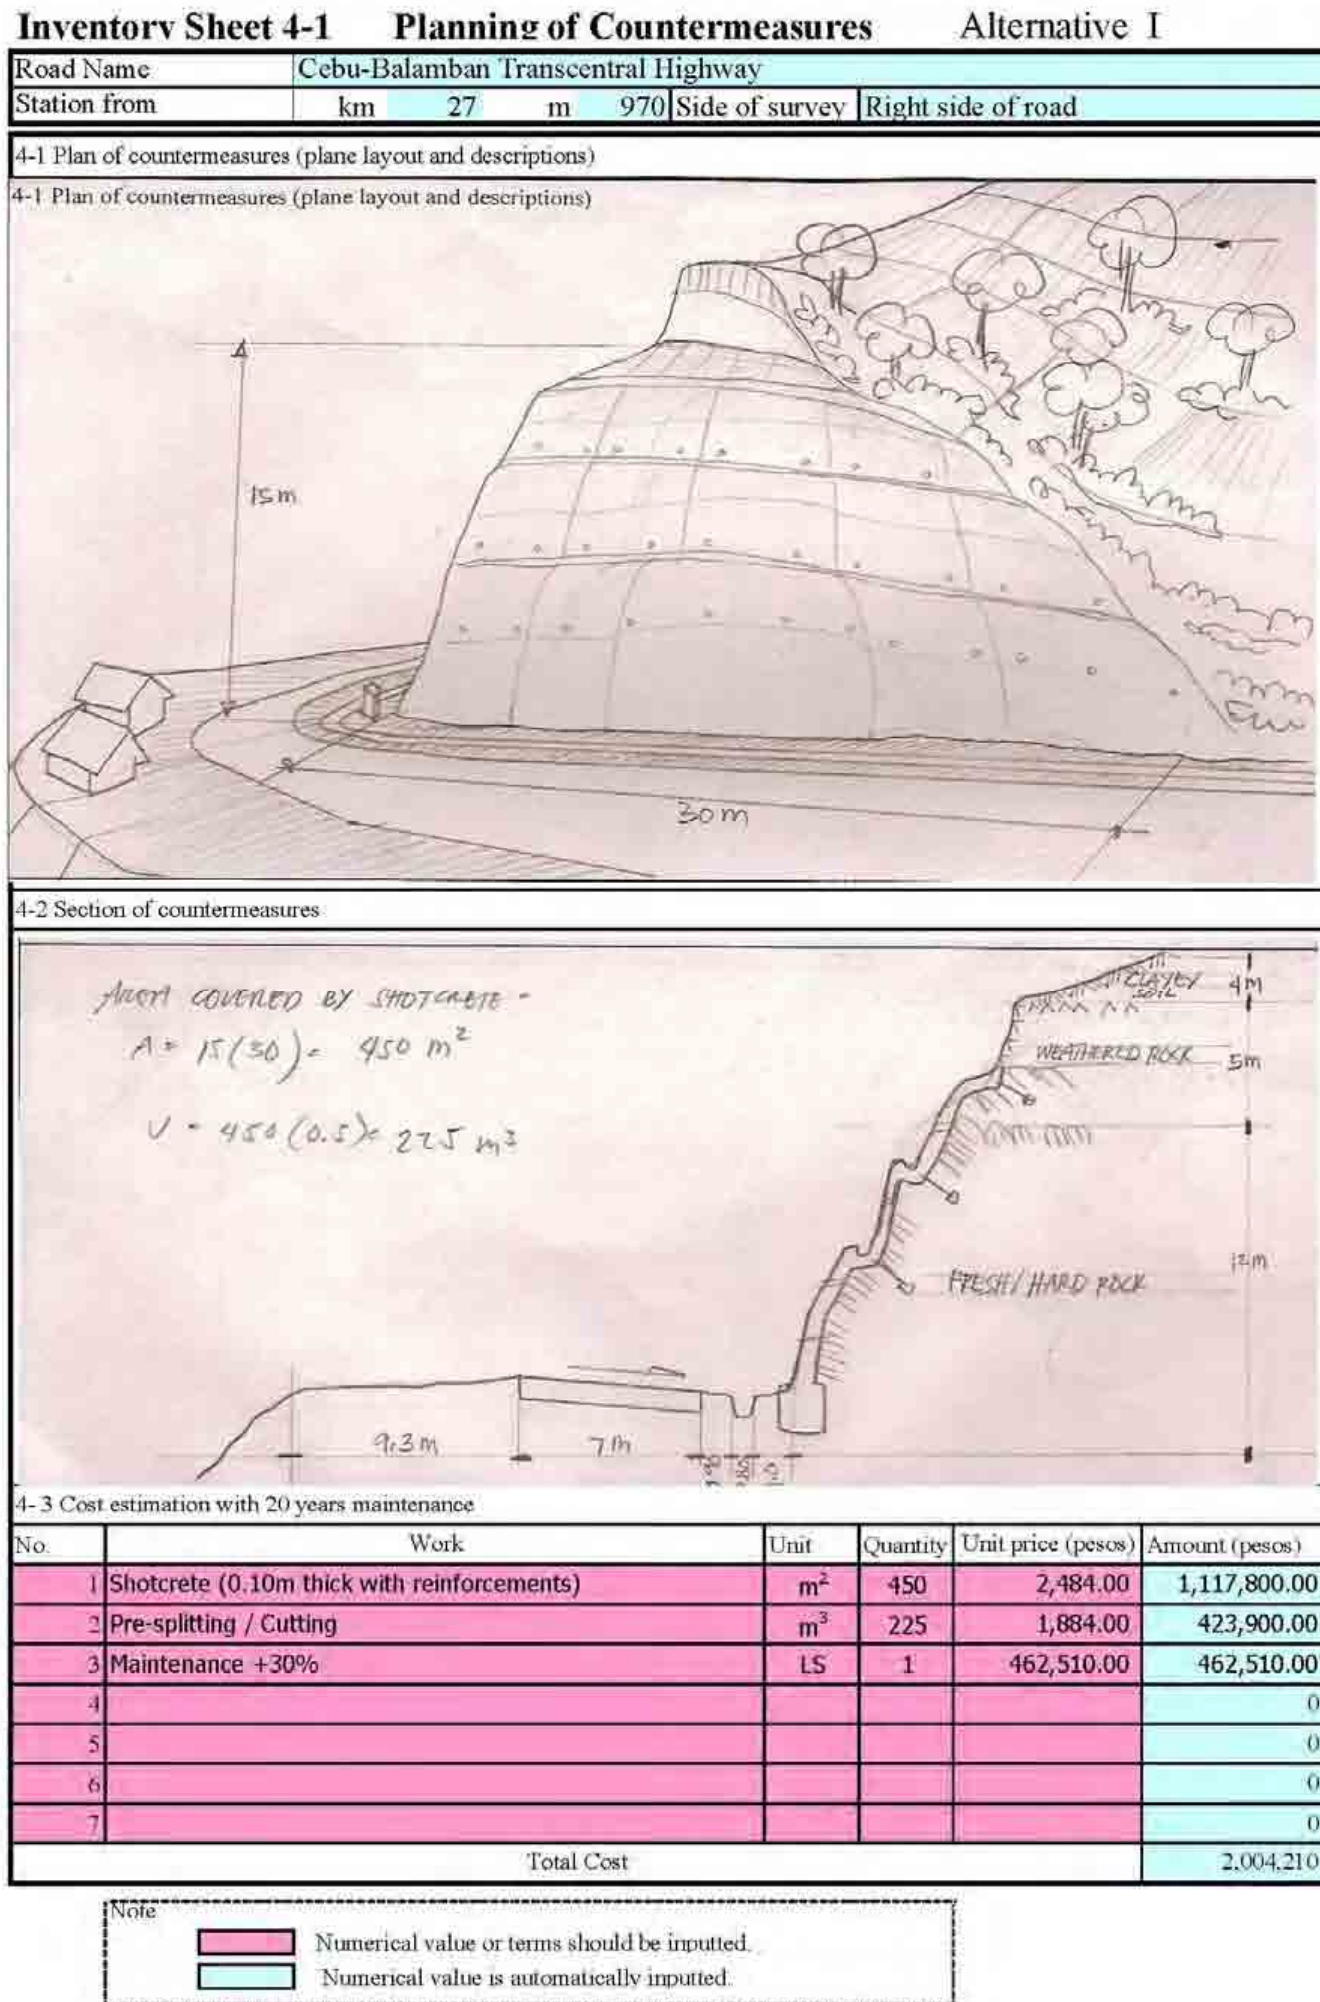 Inventory Sheet 4-1 Planning of Countermeasures Alternative I
Road Name Cebu-Balamban Transcentral Highway
Station from km 27 m 970 Side of survey Right side of road
4-1 Plan of countermeasures (plane layout and descriptions)
4-1 Plan of countermeasures (plane layout and descriptions)
15m
30m
4-2 Section of countermeasures
AREA COVERED BY SHOTCRETE -
A = 15(30) = 450 m²
V = 450(0.5) = 225 m³
CLAYEY
SOIL
4m
WEATHERED ROCK
5m
12m
FRESH/HARD ROCK
9.3m
7m
4-3 Cost estimation with 20 years maintenance
No. Work Unit Quantity Unit price (pesos) Amount (pesos)
1 Shotcrete (0.10m thick with reinforcements) m² 450 2,484.00 1,117,800.00
2 Pre-splitting / Cutting m³ 225 1,884.00 423,900.00
3 Maintenance +30% LS 1 462,510.00 462,510.00
4 0
5 0
6 0
7 0
Total Cost 2,004,210
Note
Numerical value or terms should be inputted.
Numerical value is automatically inputted.